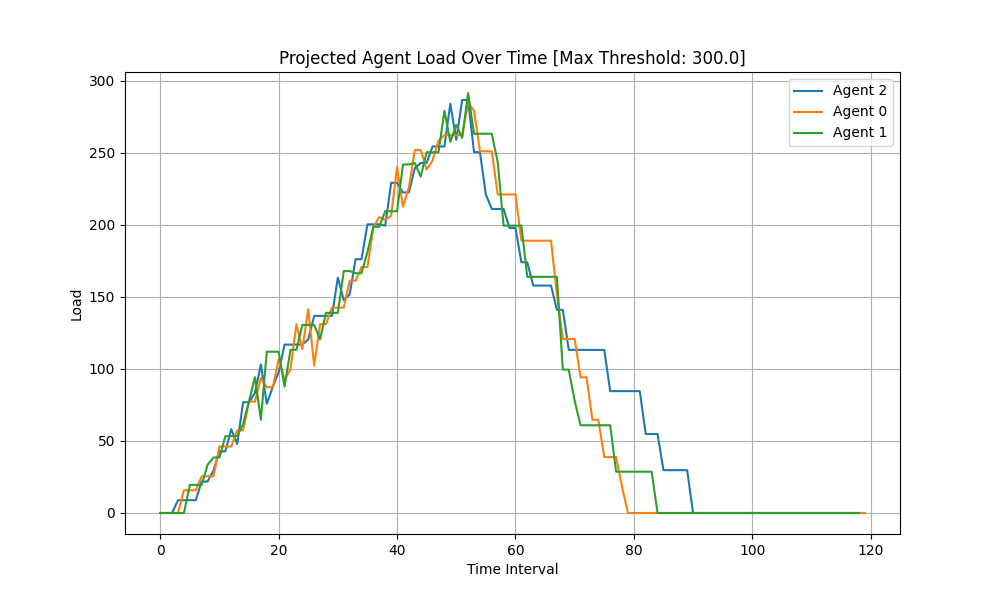 Projected Agent Load Over Time [Max Threshold: 300.0]
300
250
200
150
100
50
0
Load
Agent 2
Agent 0
Agent 1
0 20 40 60 80 100 120
Time Interval